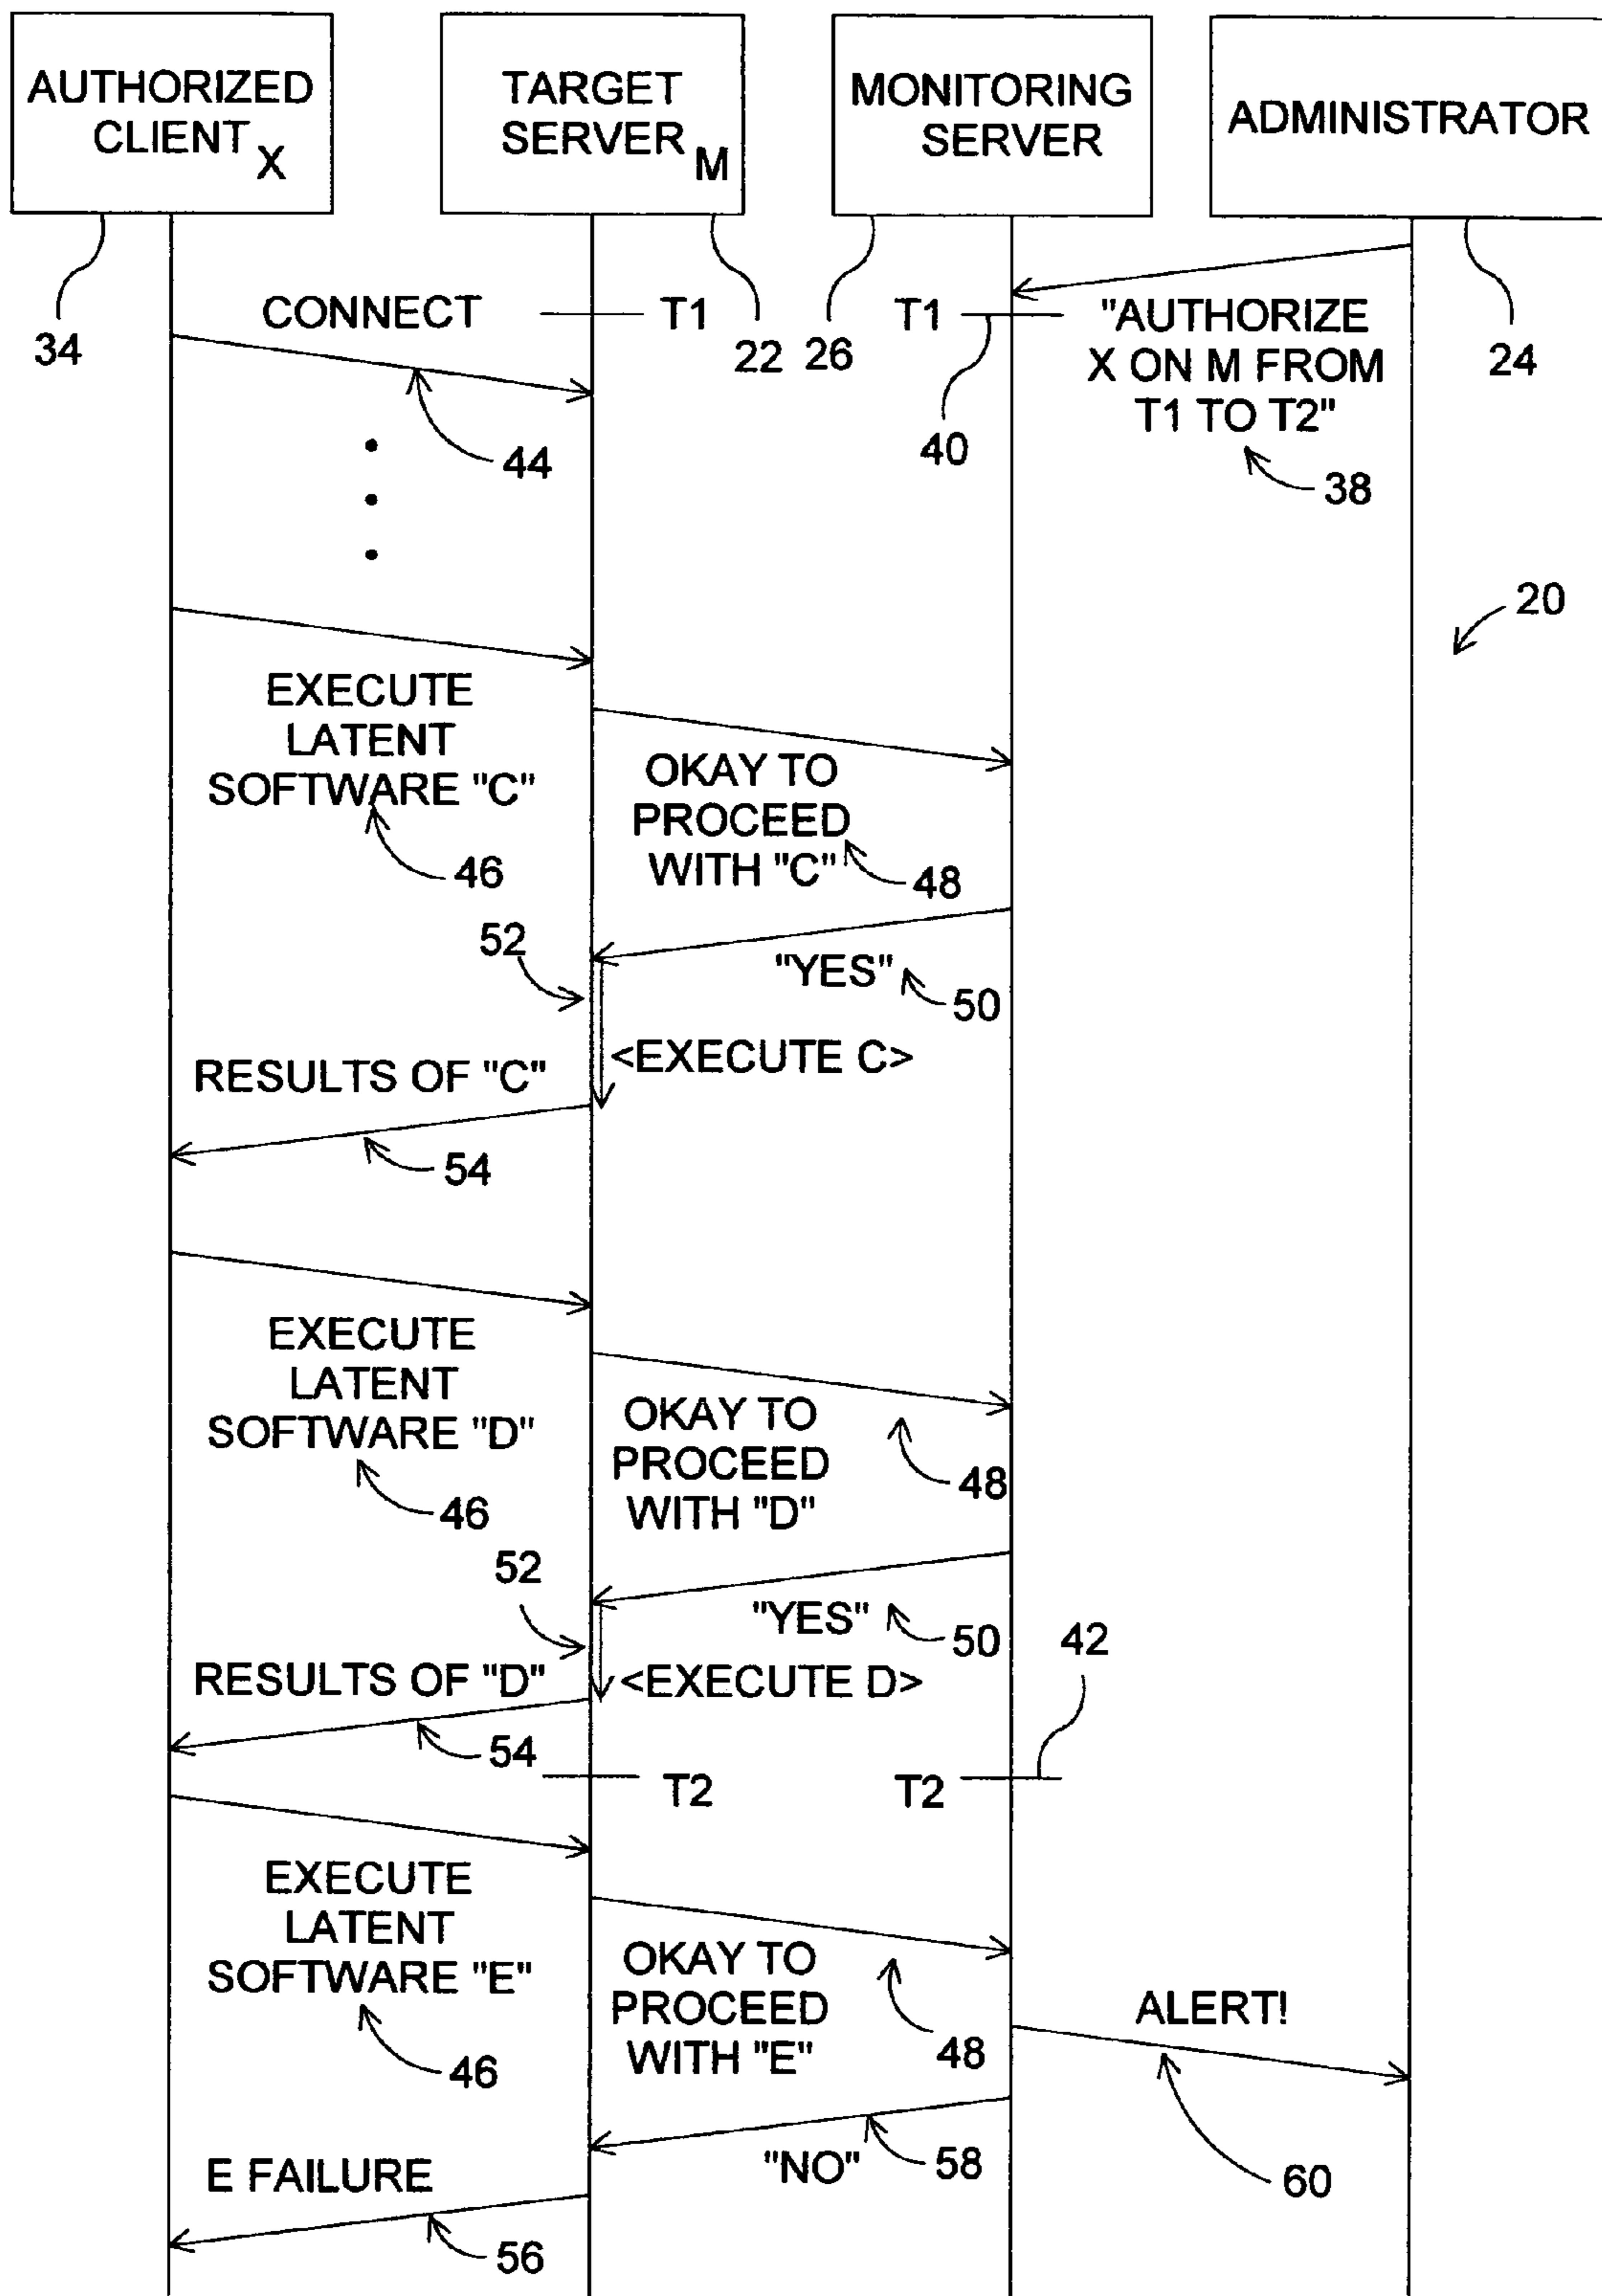 AUTHORIZED
CLIENT X
TARGET
SERVER M
MONITORING
SERVER
ADMINISTRATOR
34
CONNECT
T1
22
26
T1
40
"AUTHORIZE
X ON M FROM
T1 TO T2"
24
44
38
20
EXECUTE
LATENT
SOFTWARE "C"
46
OKAY TO
PROCEED
WITH "C"
48
52
"YES"
50
<EXECUTE C>
RESULTS OF "C"
54
EXECUTE
LATENT
SOFTWARE "D"
46
OKAY TO
PROCEED
WITH "D"
48
52
"YES"
50
42
RESULTS OF "D"
<EXECUTE D>
54
T2
T2
EXECUTE
LATENT
SOFTWARE "E"
46
OKAY TO
PROCEED
WITH "E"
48
ALERT!
60
"NO"
58
E FAILURE
56